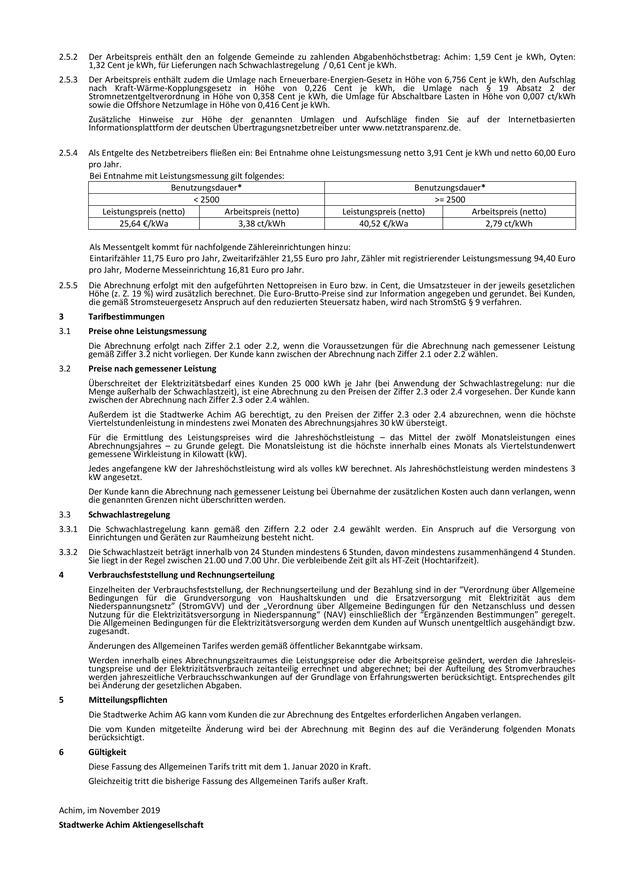 2.5.2 Der Arbeitspreis enthält den an folgende Gemeinde zu zahlenden Abgabenhöchstbetrag: Achim: 1,59 Cent je kWh, Oyten:
1,32 Cent je kWh, für Lieferungen nach Schwachlastregelung / 0,61 Cent je kWh.
2.5.3 Der Arbeitspreis enthält zudem die Umlage nach Erneuerbare-Energien-Gesetz in Höhe von 6,756 Cent je kWh, den Aufschlag
nach Kraft-Wärme-Kopplungsgesetz in Höhe von 0,226 Cent je kWh, die Umlage nach § 19 Absatz 2 der
Stromnetzentgeltverordnung in Höhe von 0,358 Cent je kWh, die Umlage für Abschaltbare Lasten in Höhe von 0,007 ct/kWh
sowie die Offshore Netzumlage in Höhe von 0,416 Cent je kWh.
Zusätzliche Hinweise zur Höhe der genannten Umlagen und Aufschläge finden Sie auf der Internetbasierten
Informationsplattform der deutschen Übertragungsnetzbetreiber unter www.netztransparenz.de.
2.5.4 Als Entgelte des Netzbetreibers fließen ein: Bei Entnahme ohne Leistungsmessung netto 3,91 Cent je kWh und netto 60,00 Euro
pro Jahr.
Bei Entnahme mit Leistungsmessung gilt folgendes:
Benutzungsdauer* Benutzungsdauer*
< 2500 >= 2500
Leistungspreis (netto) Arbeitspreis (netto) Leistungspreis (netto) Arbeitspreis (netto)
25,64 €/kWa 3,38 ct/kWh 40,52 €/kWa 2,79 ct/kWh
Als Messentgelt kommt für nachfolgende Zählereinrichtungen hinzu:
Eintarifzähler 11,75 Euro pro Jahr, Zweitarifzähler 21,55 Euro pro Jahr, Zähler mit registrierender Leistungsmessung 94,40 Euro
pro Jahr, Moderne Messeinrichtung 16,81 Euro pro Jahr.
2.5.5 Die Abrechnung erfolgt mit den aufgeführten Nettopreisen in Euro bzw. in Cent, die Umsatzsteuer in der jeweils gesetzlichen
Höhe (z. Z. 19 %) wird zusätzlich berechnet. Die Euro-Brutto-Preise sind zur Information angegeben und gerundet. Bei Kunden,
die gemäß Stromsteuergesetz Anspruch auf den reduzierten Steuersatz haben, wird nach StromStG § 9 verfahren.
3 Tarifbestimmungen
3.1 Preise ohne Leistungsmessung
Die Abrechnung erfolgt nach Ziffer 2.1 oder 2.2, wenn die Voraussetzungen für die Abrechnung nach gemessener Leistung
gemäß Ziffer 3.2 nicht vorliegen. Der Kunde kann zwischen der Abrechnung nach Ziffer 2.1 oder 2.2 wählen.
3.2 Preise nach gemessener Leistung
Überschreitet der Elektrizitätsbedarf eines Kunden 25 000 kWh je Jahr (bei Anwendung der Schwachlastregelung: nur die
Menge außerhalb der Schwachlastzeit), ist eine Abrechnung zu den Preisen der Ziffer 2.3 oder 2.4 vorgesehen. Der Kunde kann
zwischen der Abrechnung nach Ziffer 2.3 oder 2.4 wählen.
Außerdem ist die Stadtwerke Achim AG berechtigt, zu den Preisen der Ziffer 2.3 oder 2.4 abzurechnen, wenn die höchste
Viertelstundenleistung in mindestens zwei Monaten des Abrechnungsjahres 30 kW übersteigt.
Für die Ermittlung des Leistungspreises wird die Jahreshöchstleistung – das Mittel der zwölf Monatsleistungen eines
Abrechnungsjahres – zu Grunde gelegt. Die Monatsleistung ist die höchste innerhalb eines Monats als Viertelstundenwert
gemessene Wirkleistung in Kilowatt (kW).
Jedes angefangene kW der Jahreshöchstleistung wird als volles kW berechnet. Als Jahreshöchstleistung werden mindestens 3
kW angesetzt.
Der Kunde kann die Abrechnung nach gemessener Leistung bei Übernahme der zusätzlichen Kosten auch dann verlangen, wenn
die genannten Grenzen nicht überschritten werden.
3.3 Schwachlastregelung
3.3.1 Die Schwachlastregelung kann gemäß den Ziffern 2.2 oder 2.4 gewählt werden. Ein Anspruch auf die Versorgung von
Einrichtungen und Geräten zur Raumheizung besteht nicht.
3.3.2 Die Schwachlastzeit beträgt innerhalb von 24 Stunden mindestens 6 Stunden, davon mindestens zusammenhängend 4 Stunden.
Sie liegt in der Regel zwischen 21.00 und 7.00 Uhr. Die verbleibende Zeit gilt als HT-Zeit (Hochtarifzeit).
4 Verbrauchsfeststellung und Rechnungserteilung
Einzelheiten der Verbrauchsfeststellung, der Rechnungserteilung und der Bezahlung sind in der “Verordnung über Allgemeine
Bedingungen für die Grundversorgung von Haushaltskunden und die Ersatzversorgung mit Elektrizität aus dem
Niederspannungsnetz” (StromGVV) und der „Verordnung über Allgemeine Bedingungen für den Netzanschluss und dessen
Nutzung für die Elektrizitätsversorgung in Niederspannung“ (NAV) einschließlich der “Ergänzenden Bestimmungen” geregelt.
Die Allgemeinen Bedingungen für die Elektrizitätsversorgung werden dem Kunden auf Wunsch unentgeltlich ausgehändigt bzw.
zugesandt.
Änderungen des Allgemeinen Tarifes werden gemäß öffentlicher Bekanntgabe wirksam.
Werden innerhalb eines Abrechnungszeitraumes die Leistungspreise oder die Arbeitspreise geändert, werden die Jahresleis-
tungspreise und der Elektrizitätsverbrauch zeitanteilig errechnet und abgerechnet; bei der Aufteilung des Stromverbrauches
werden jahreszeitliche Verbrauchsschwankungen auf der Grundlage von Erfahrungswerten berücksichtigt. Entsprechendes gilt
bei Änderung der gesetzlichen Abgaben.
5 Mitteilungspflichten
Die Stadtwerke Achim AG kann vom Kunden die zur Abrechnung des Entgeltes erforderlichen Angaben verlangen.
Die vom Kunden mitgeteilte Änderung wird bei der Abrechnung mit Beginn des auf die Veränderung folgenden Monats
berücksichtigt.
6 Gültigkeit
Diese Fassung des Allgemeinen Tarifs tritt mit dem 1. Januar 2020 in Kraft.
Gleichzeitig tritt die bisherige Fassung des Allgemeinen Tarifs außer Kraft.
Achim, im November 2019
Stadtwerke Achim Aktiengesellschaft